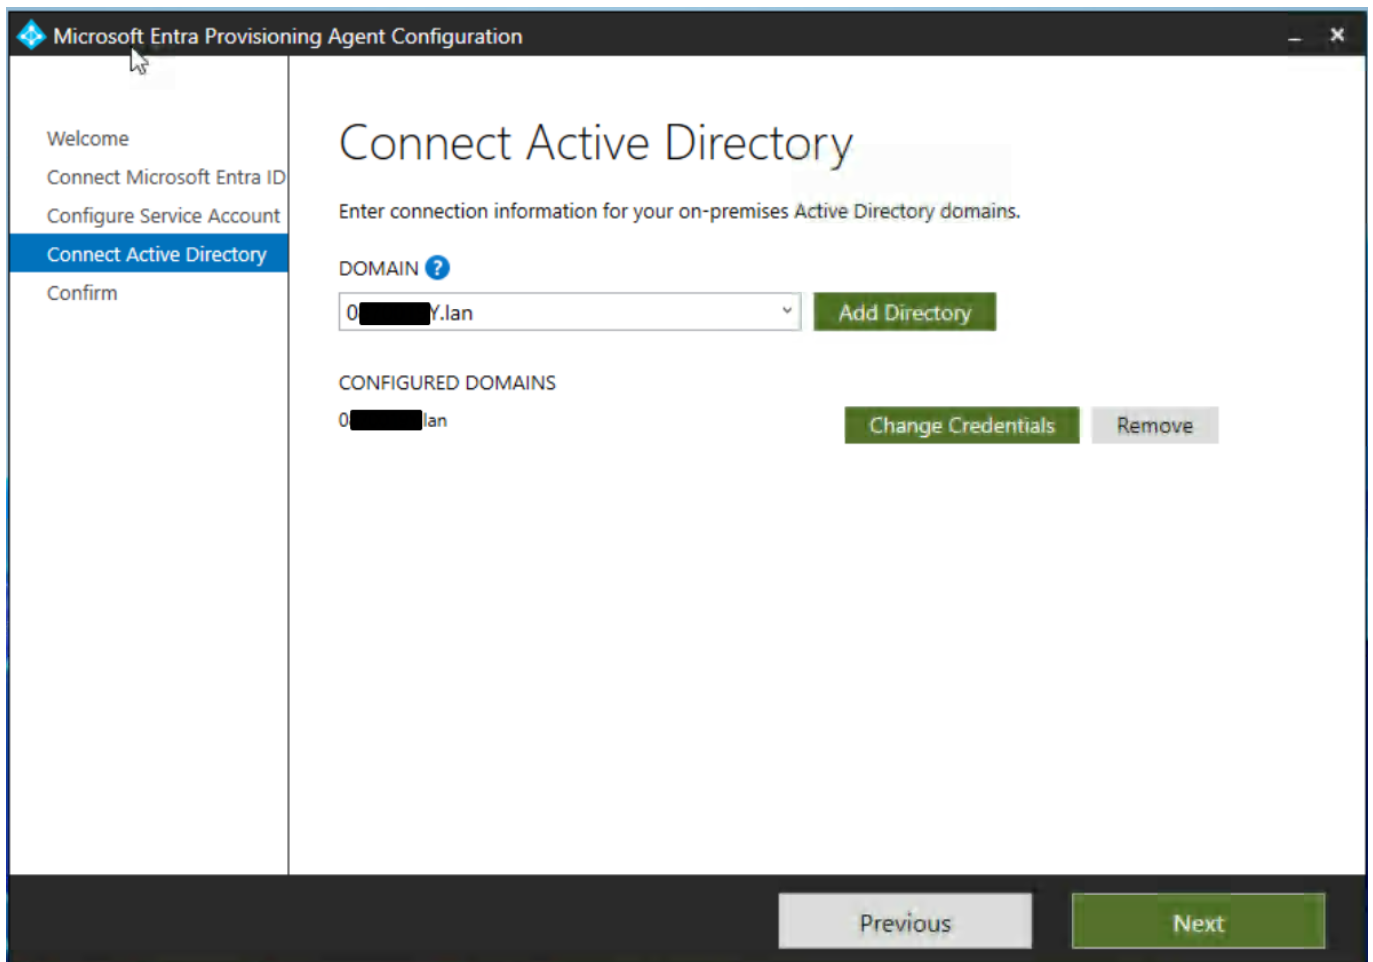 Microsoft Entra Provisioning Agent Configuration
Welcome
Connect Microsoft Entra ID
Configure Service Account
Connect Active Directory
Confirm
Connect Active Directory
Enter connection information for your on-premises Active Directory domains.
DOMAIN ?
0 Y.lan Add Directory
CONFIGURED DOMAINS
0 lan Change Credentials Remove
Previous Next